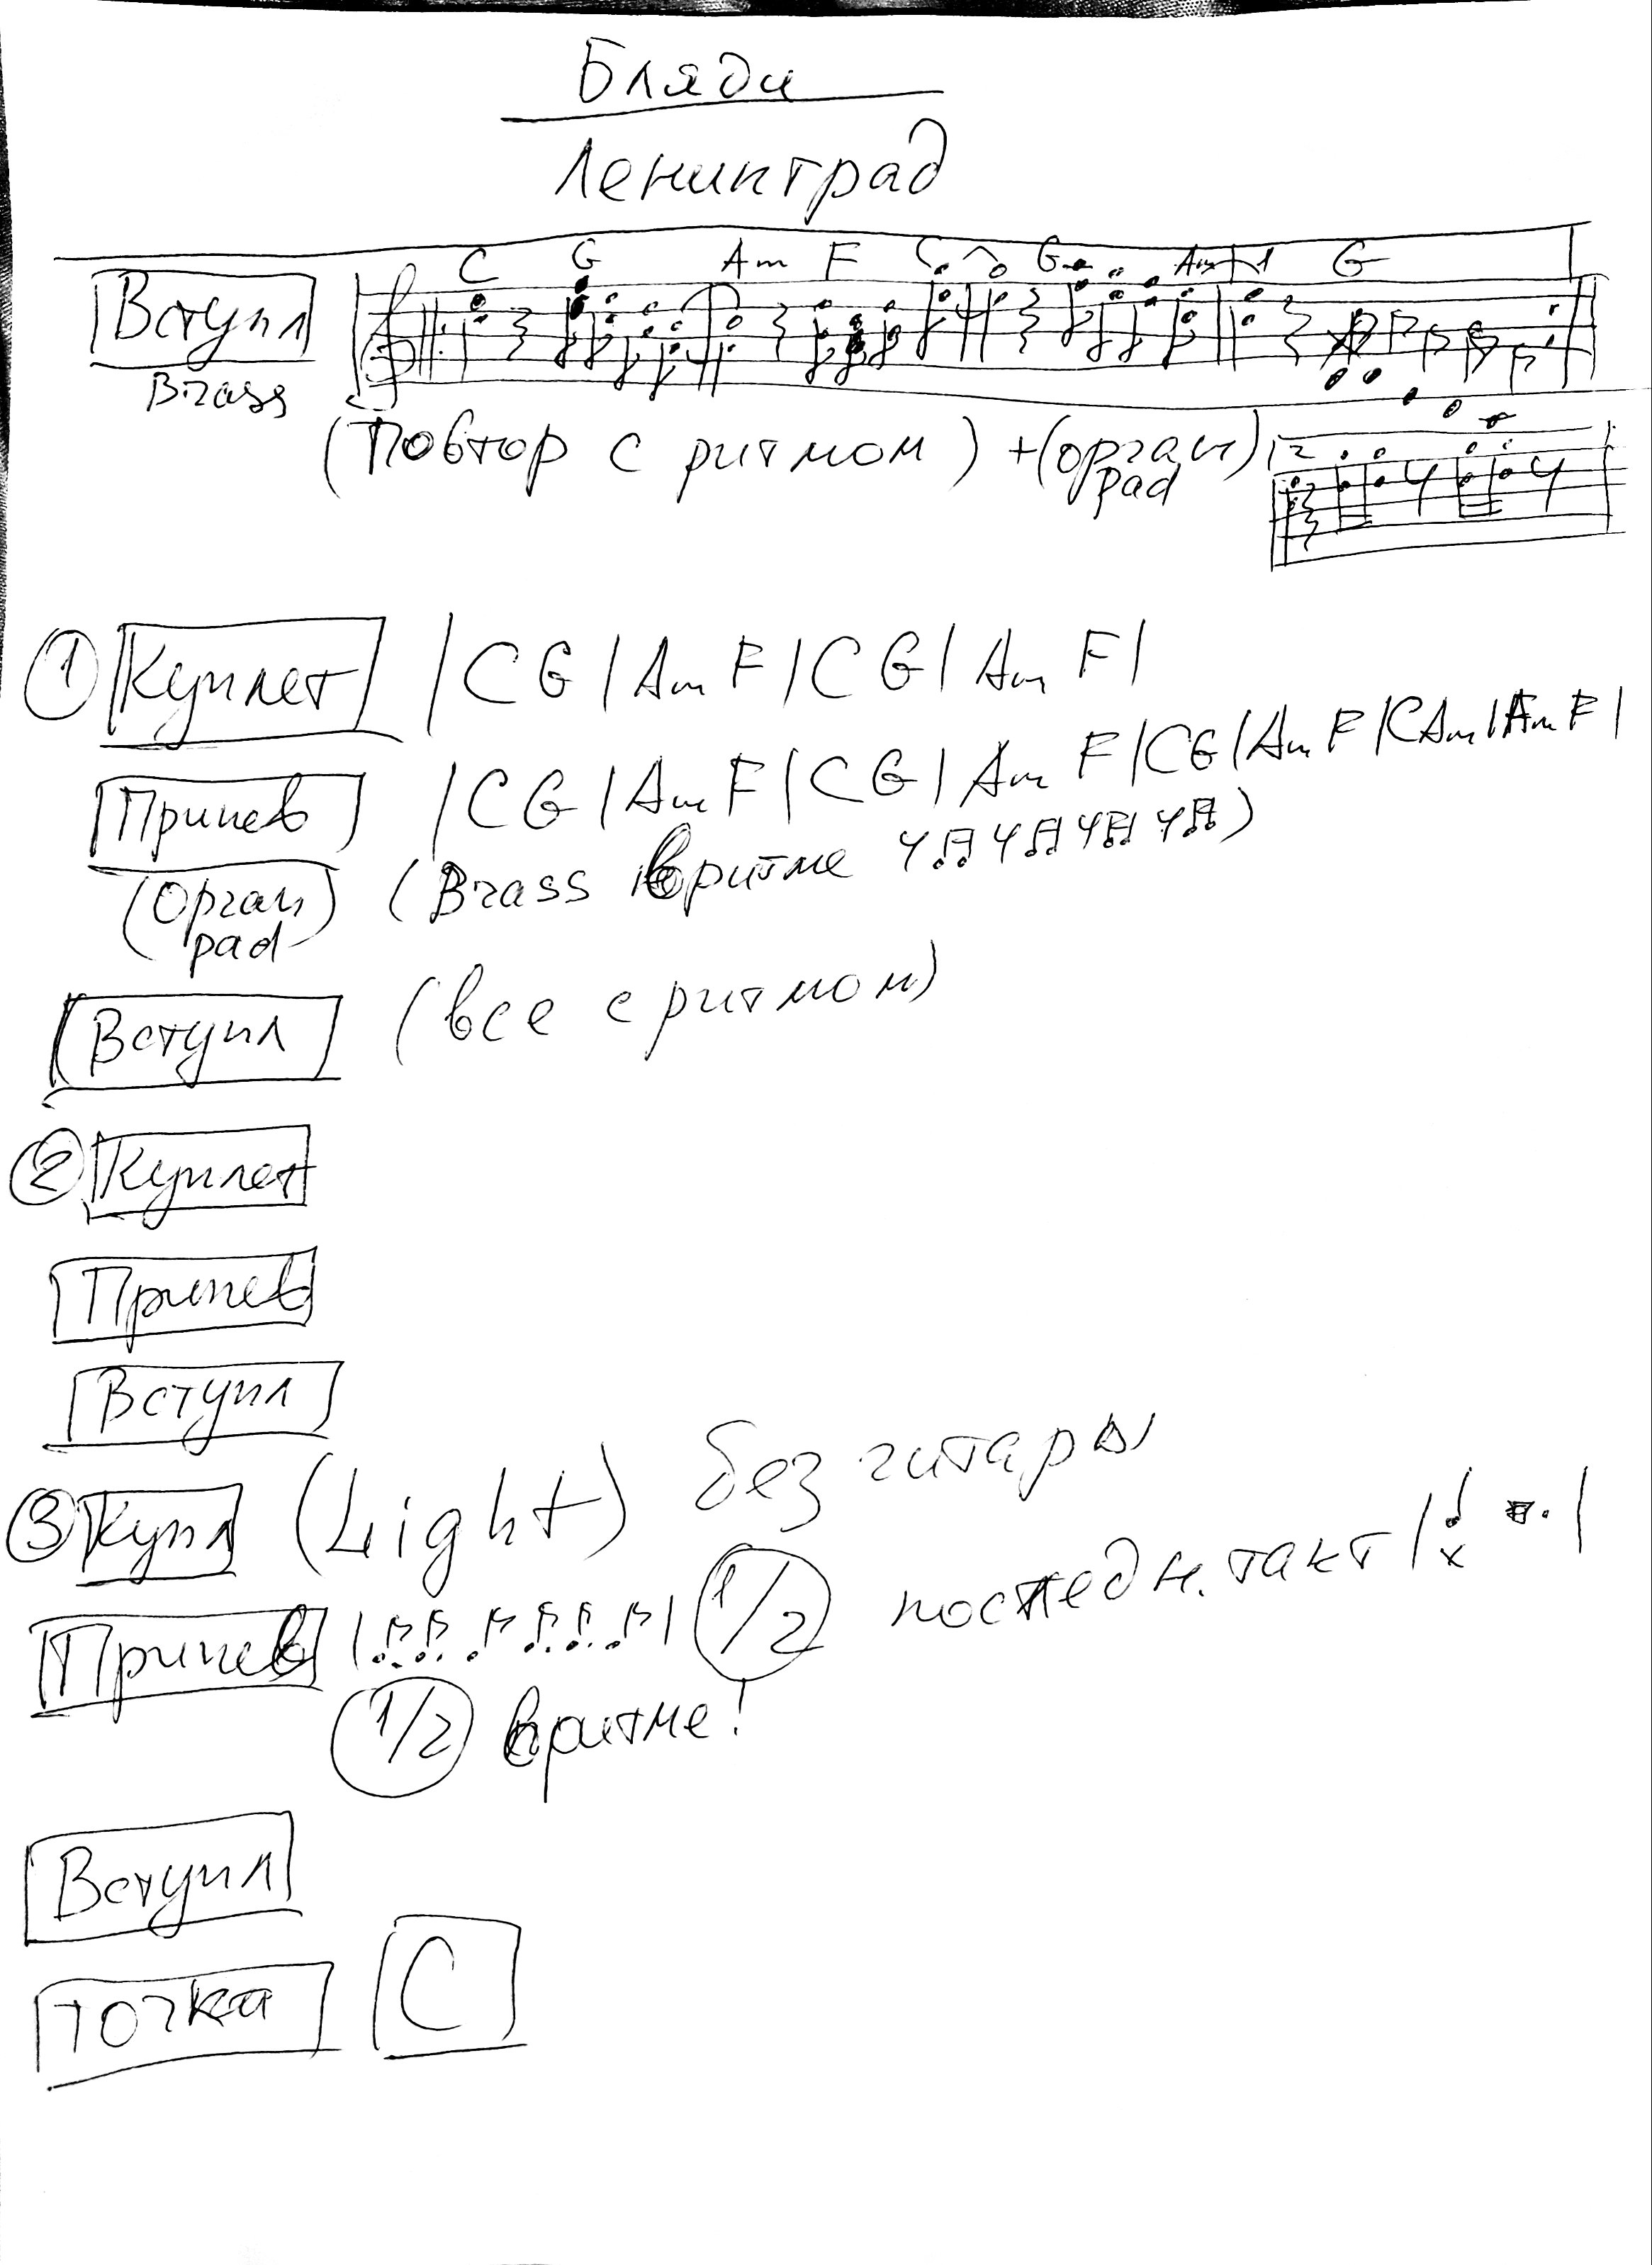 Бляди
Ленинград
C G Am F C G Am G
Вступл
Brass
(Повтор с ритмом) + (орган pad) 2
① Куплет | C G | Am F | C G | Am F |
Припев | C G | Am F | C G | Am F | C G | Am F | C Am | Am F |
(Орган pad) (Brass в ритме)
Вступл (все с ритмом)
② Куплет
Припев
Вступл
③ Купл (Light) без гитары
Припев 1/2 последн. такт
1/2 в ритме!
Вступл
точка C